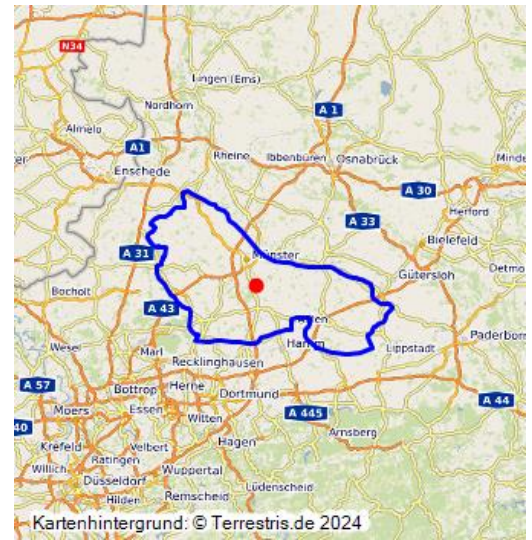 N34
Lingen (Ems)
Nordhorn
A 1
Almelo
A1
Rheine
Ibbenbüren
Osnabrück
Enschede
A 30
A 33
Herford
Bielefeld
A 31
Münster
Gütersloh
Detmo
Bocholt
A 43
Ahlen
Hamm
Lippstadt
Paderborn
Wesel
Marl
Recklinghausen
A 57
Bottrop
Herne
Dortmund
A 44
Moers
Essen
Witten
A 445
40
Krefeld
Velbert
Hagen
Arnsberg
Ratingen
Willich
Wuppertal
Düsseldorf
Lüdenscheid
Hilden
Remscheid
Kartenhintergrund: © Terrestris.de 2024